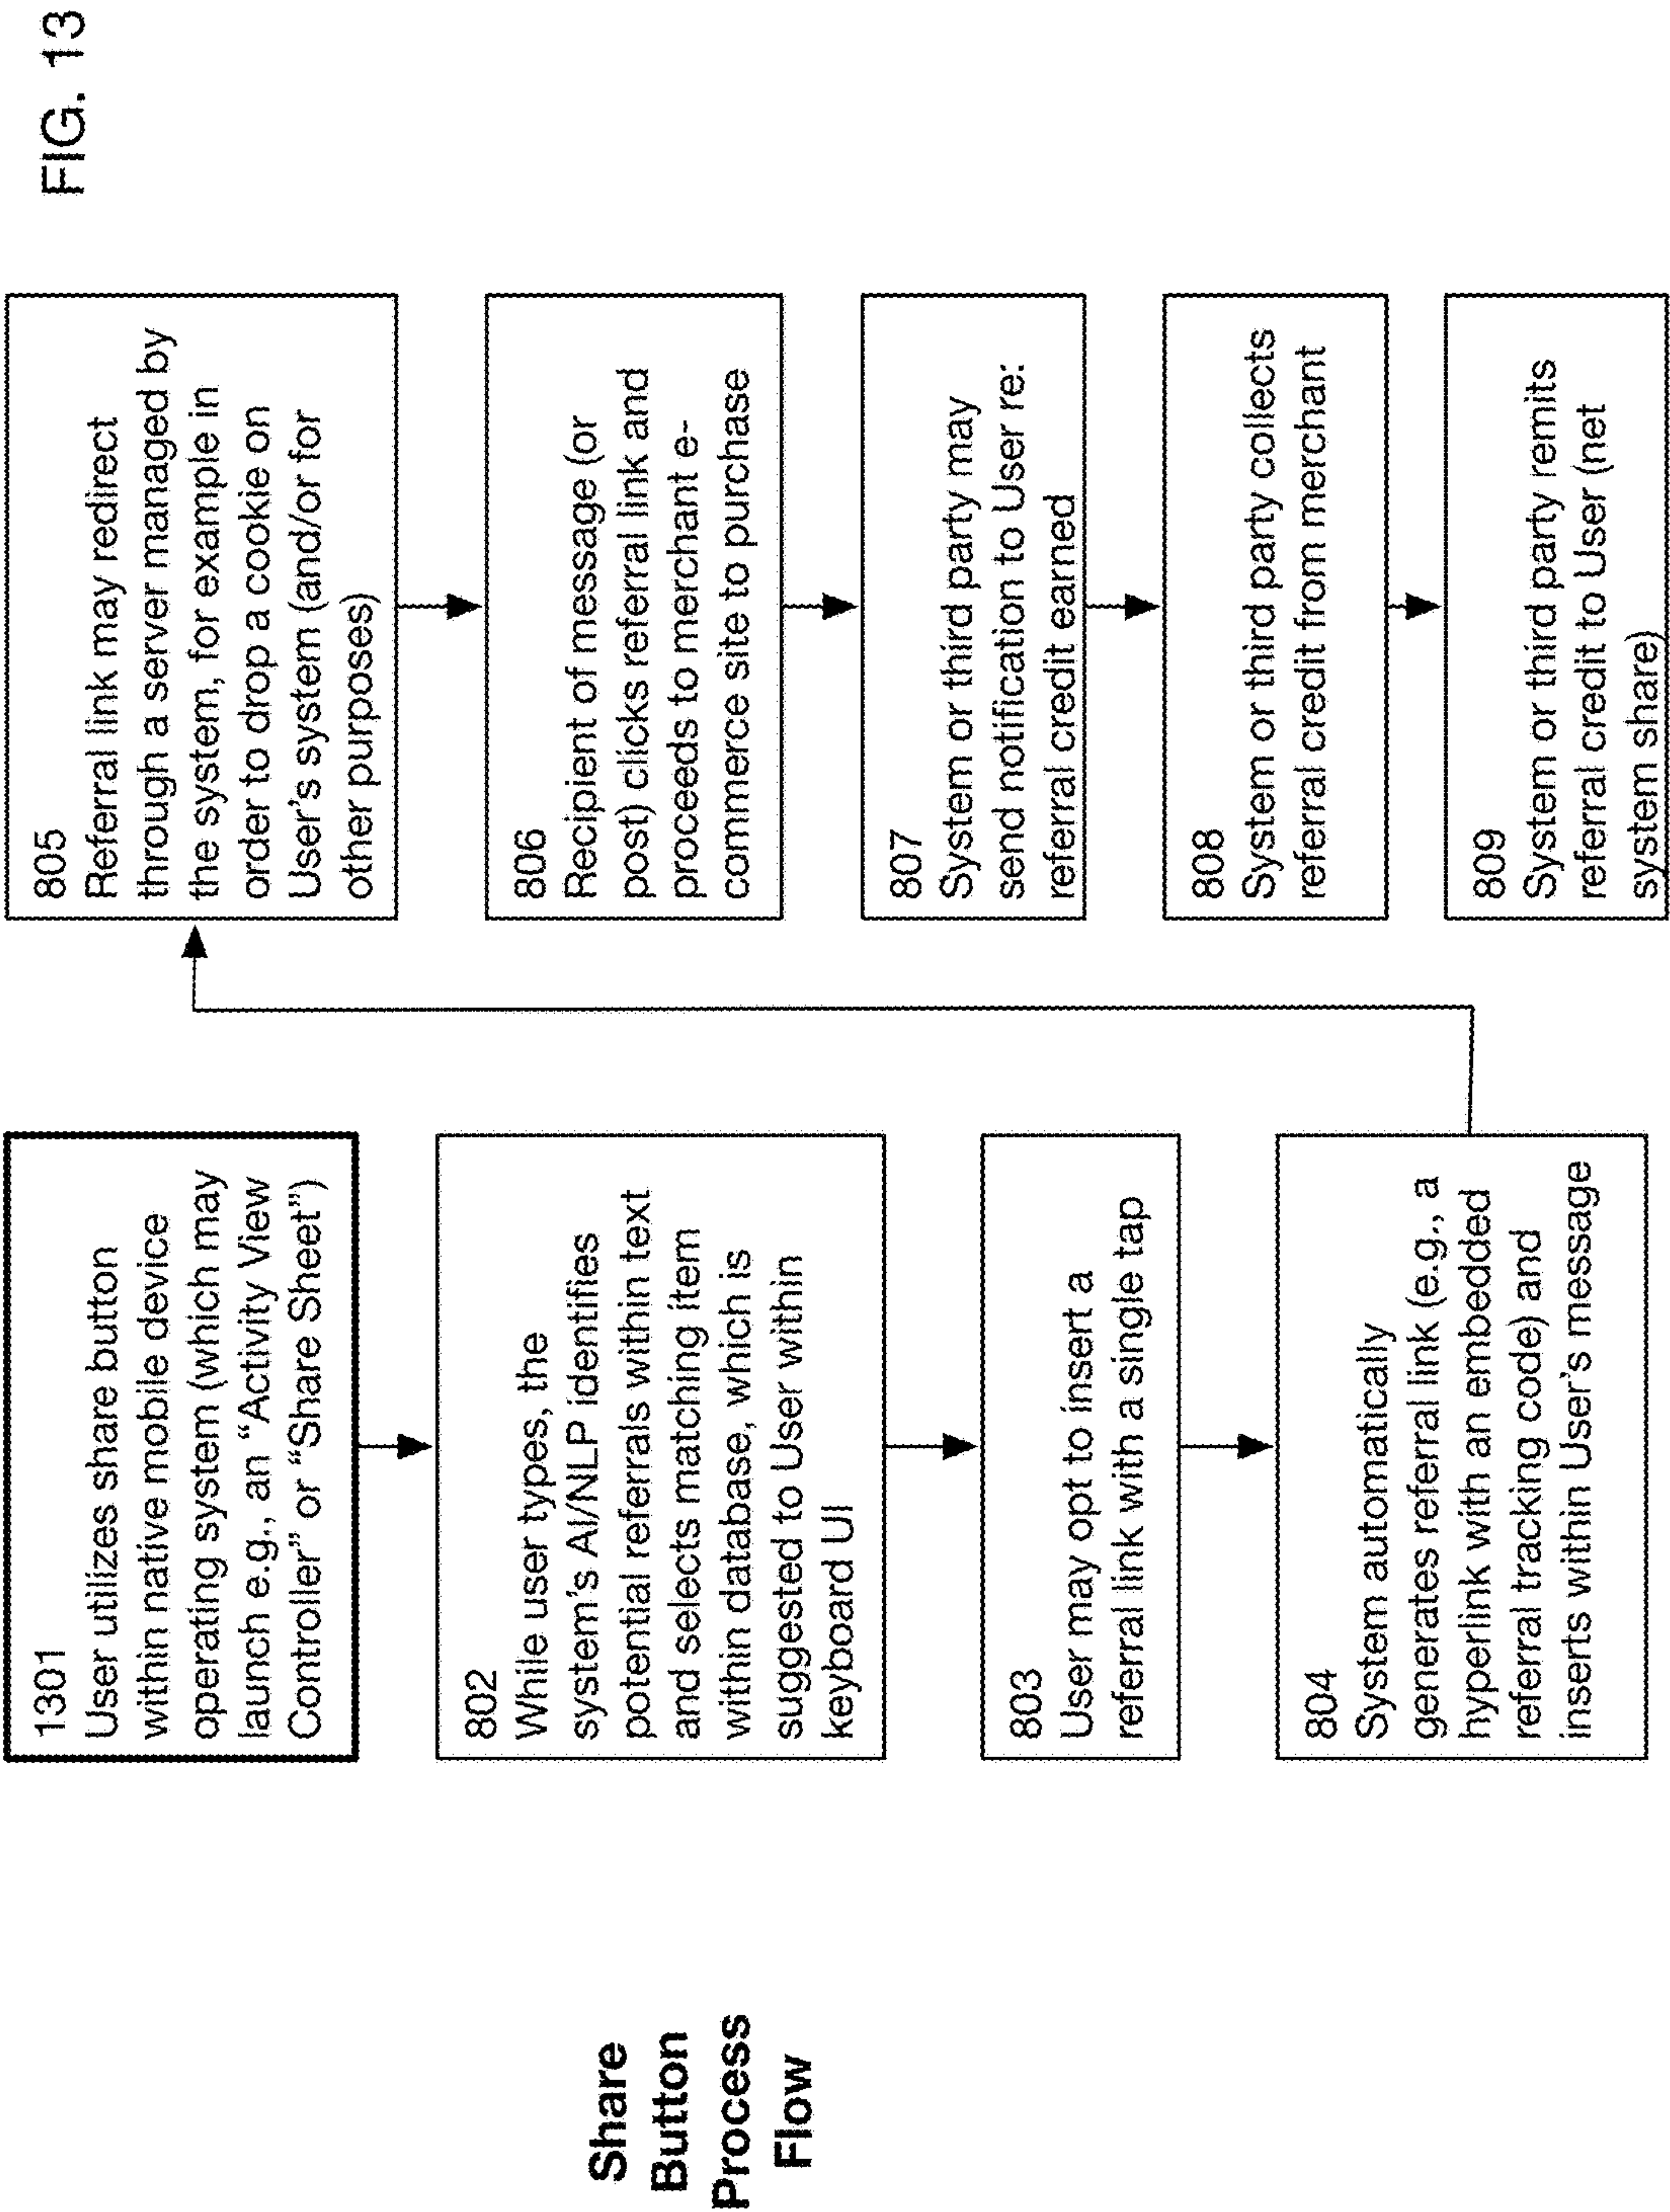 FIG. 13
Share
Button
Process
Flow
1301
User utilizes share button
within native mobile device
operating system (which may
launch e.g., an “Activity View
Controller” or “Share Sheet”)
802
While user types, the
system's AI/NLP identifies
potential referrals within text
and selects matching item
within database, which is
suggested to User within
keyboard UI
803
User may opt to insert a
referral link with a single tap
804
System automatically
generates referral link (e.g., a
hyperlink with an embedded
referral tracking code) and
inserts within User's message
805
Referral link may redirect
through a server managed by
the system, for example in
order to drop a cookie on
User's system (and/or for
other purposes)
806
Recipient of message (or
post) clicks referral link and
proceeds to merchant e-
commerce site to purchase
807
System or third party may
send notification to User re:
referral credit earned
808
System or third party collects
referral credit from merchant
809
System or third party remits
referral credit to User (net
system share)